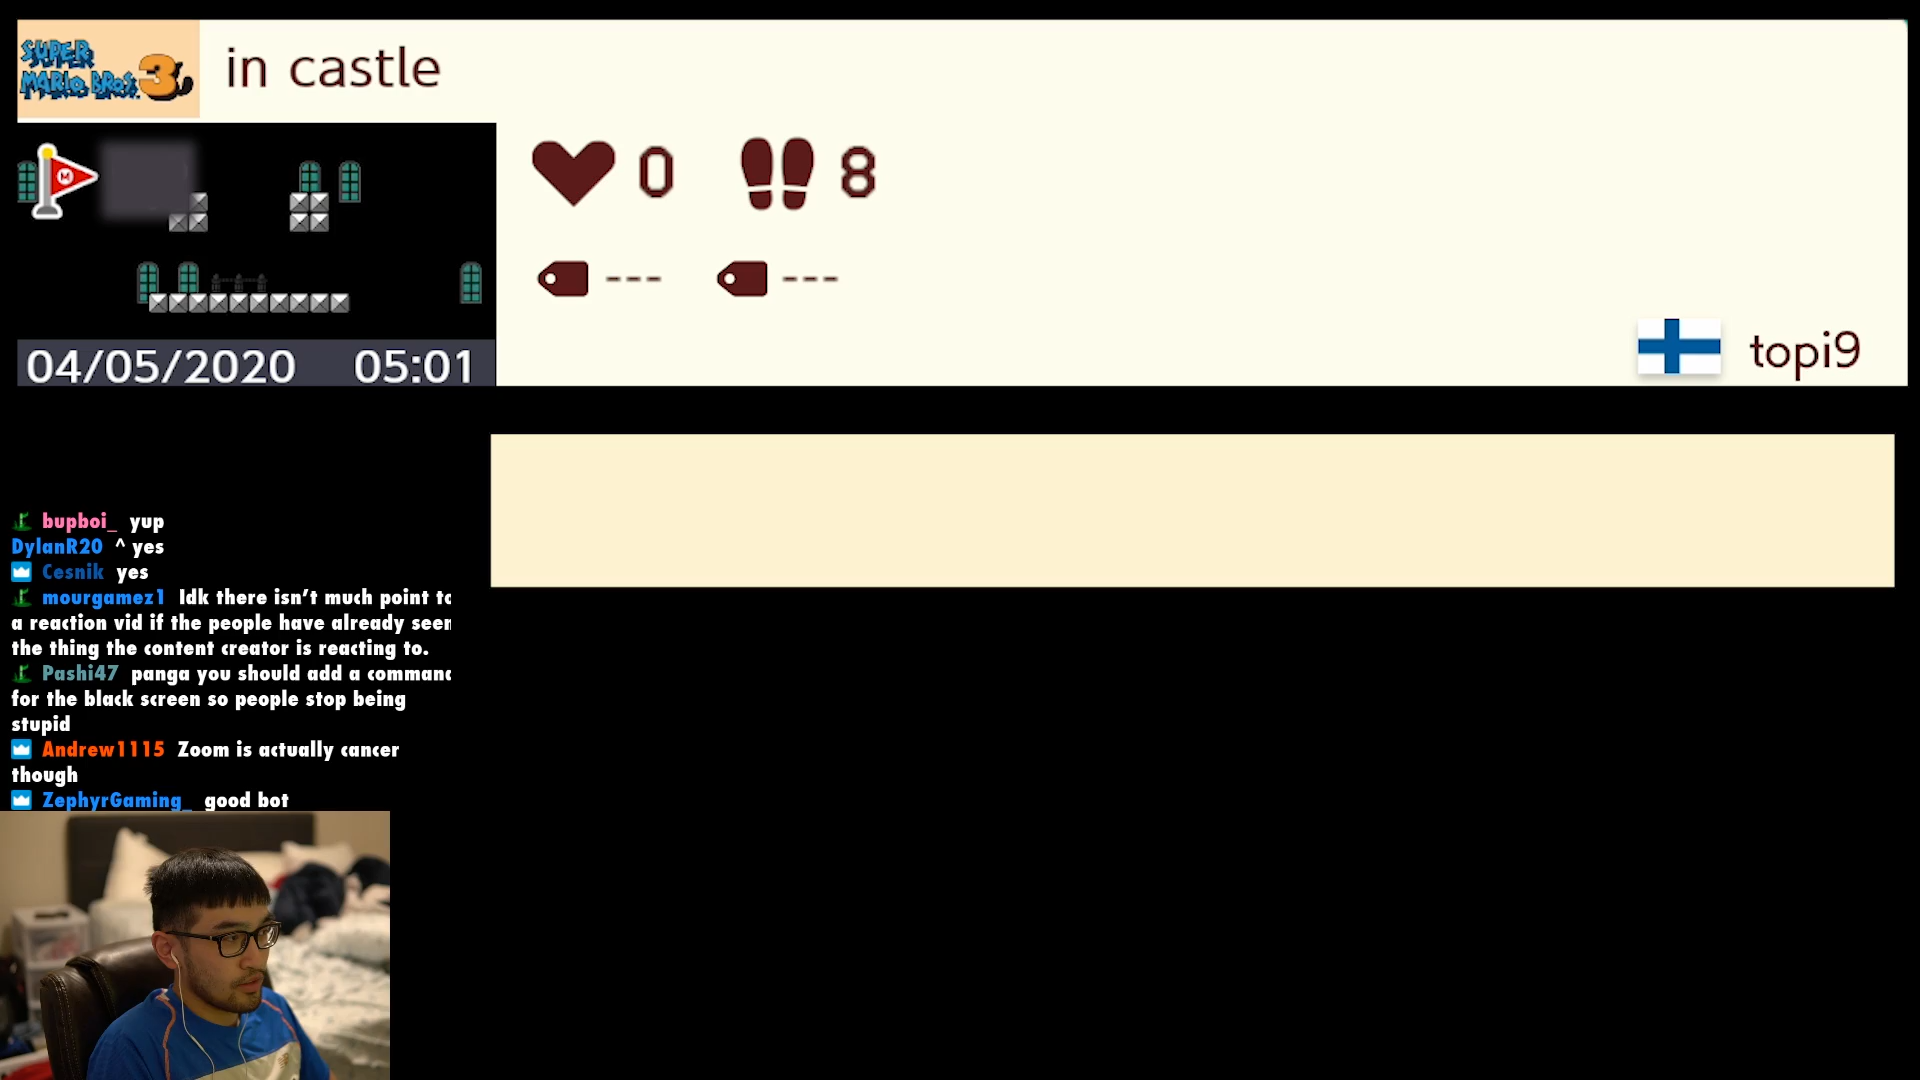 SUPER
MARIO BROS. 3
in castle
M
0 8
--- ---
04/05/2020 05:01
topi9
bupboi_ yup
DylanR20 ^ yes
Cesnik yes
mourgamez1 Idk there isn’t much point to
a reaction vid if the people have already seen
the thing the content creator is reacting to.
Pashi47 panga you should add a command
for the black screen so people stop being
stupid
Andrew1115 Zoom is actually cancer
though
ZephyrGaming_ good bot